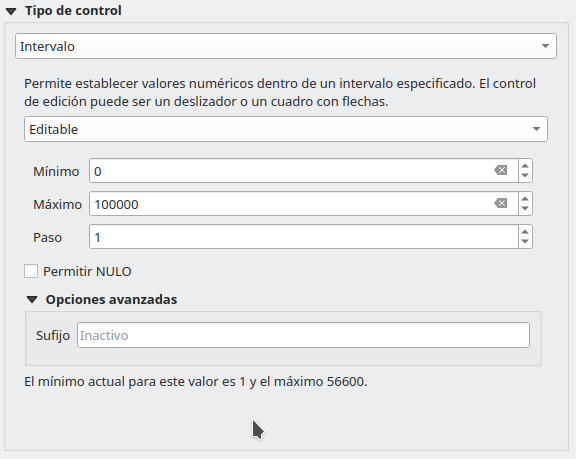 Tipo de control
Intervalo
Permite establecer valores numéricos dentro de un intervalo especificado. El control
de edición puede ser un deslizador o un cuadro con flechas.
Editable
Mínimo 0
Máximo 100000
Paso 1
Permitir NULO
Opciones avanzadas
Sufijo Inactivo
El mínimo actual para este valor es 1 y el máximo 56600.